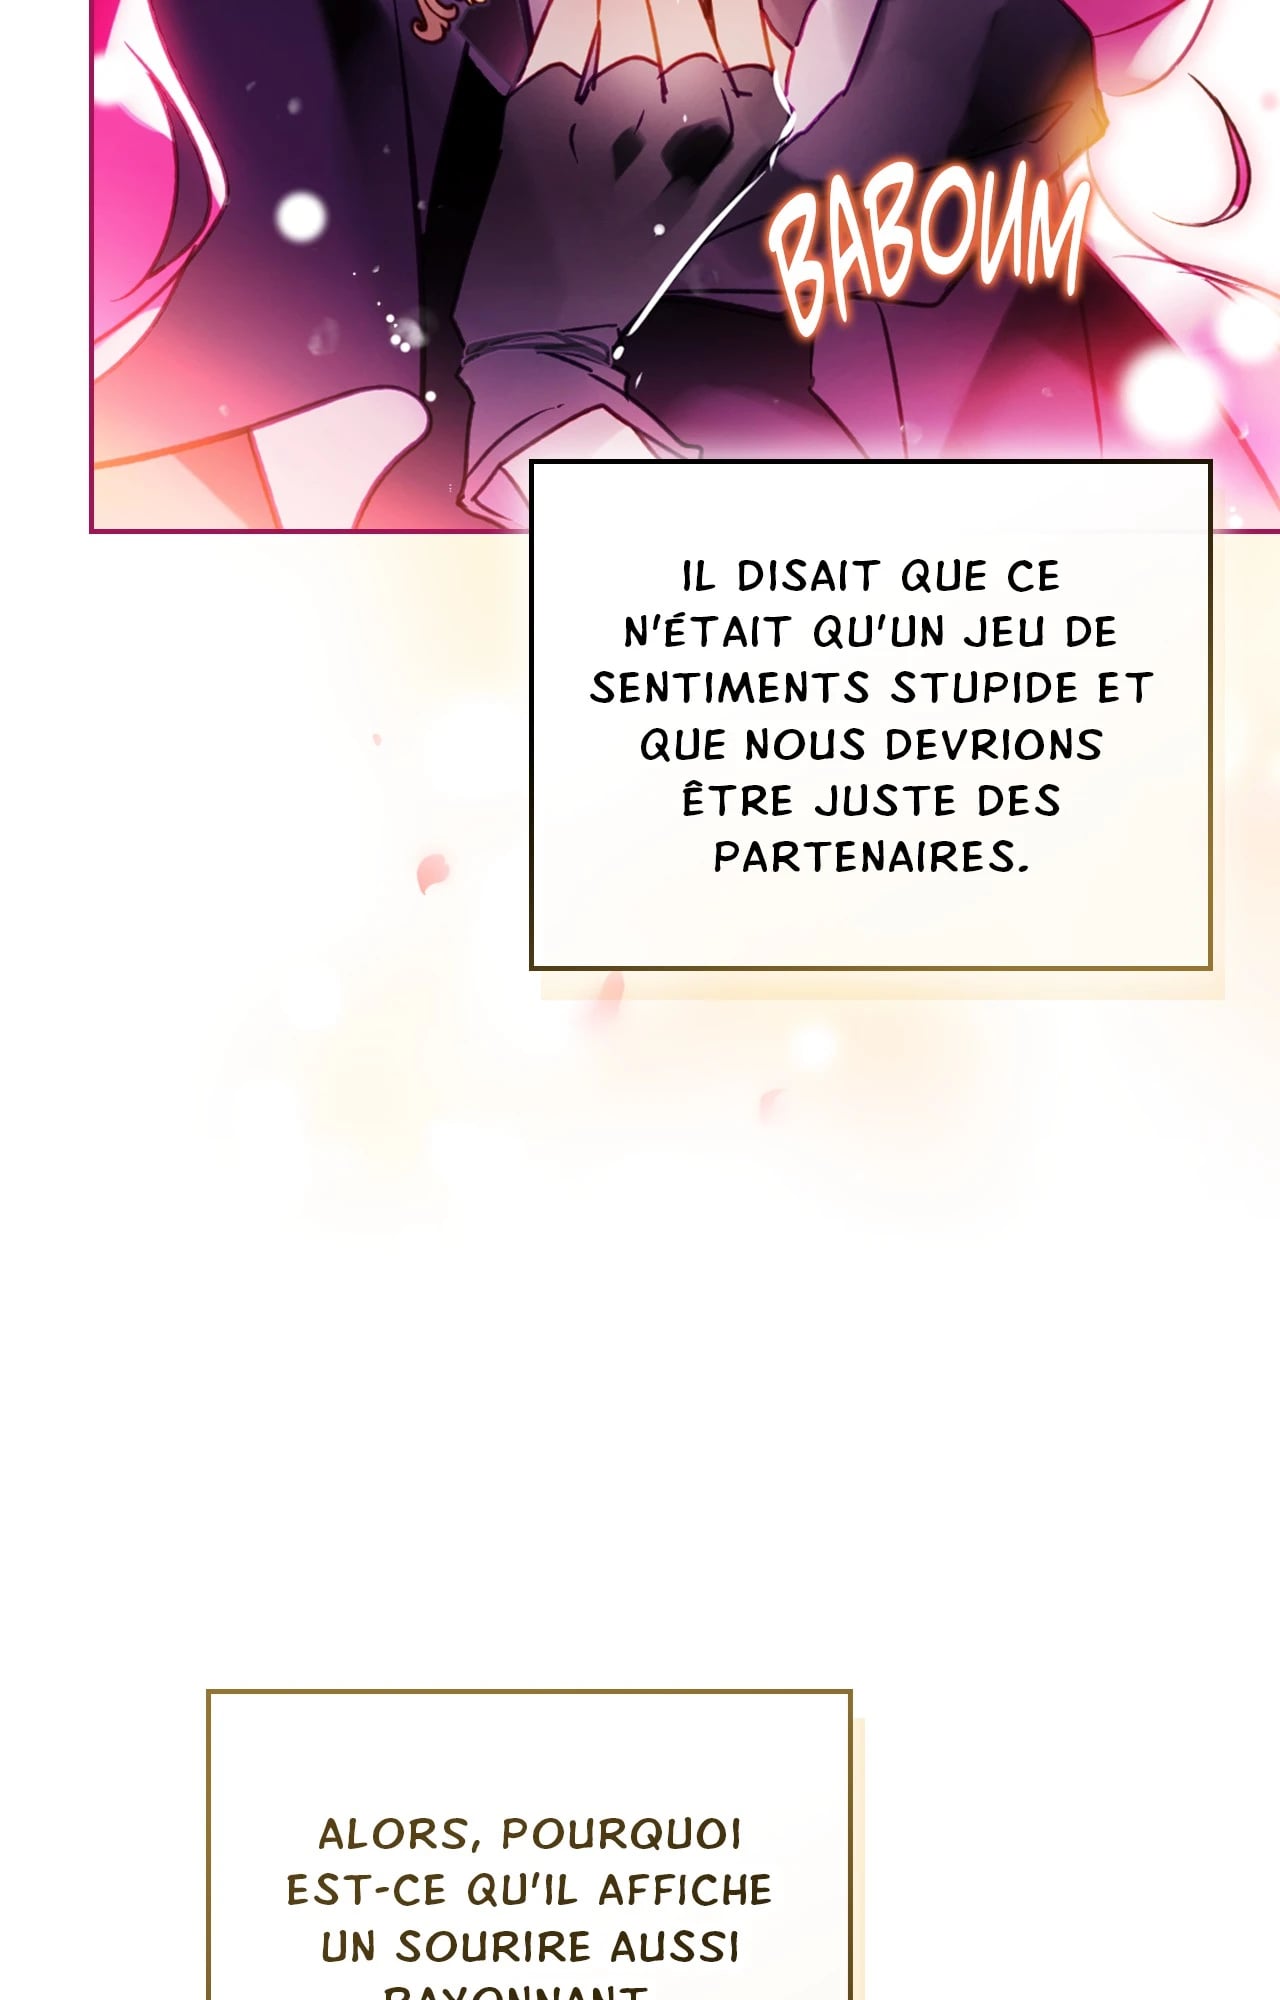 BABOUM
IL DISAIT QUE CE
N'ÉTAIT QU'UN JEU DE
SENTIMENTS STUPIDE ET
QUE NOUS DEVRIONS
ÊTRE JUSTE DES
PARTENAIRES.
ALORS, POURQUOI
EST-CE QU'IL AFFICHE
UN SOURIRE AUSSI
RAYONNANT